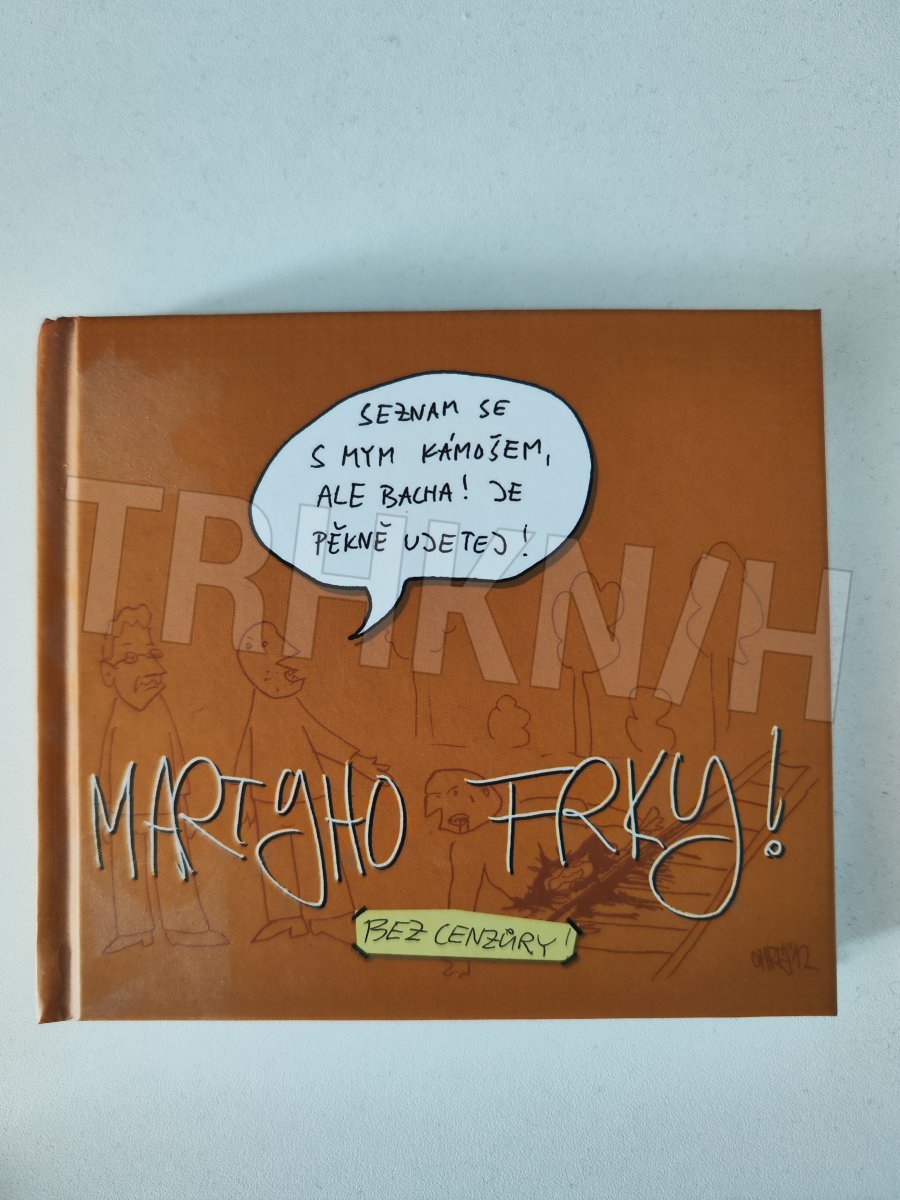 SEZNAM SE
S MYM KÁMOŠEM,
ALE BACHA! JE
PĚKNĚ UJETEJ!
TRHKNIH
MARTYHO FRKY!
BEZ CENZŮRY!